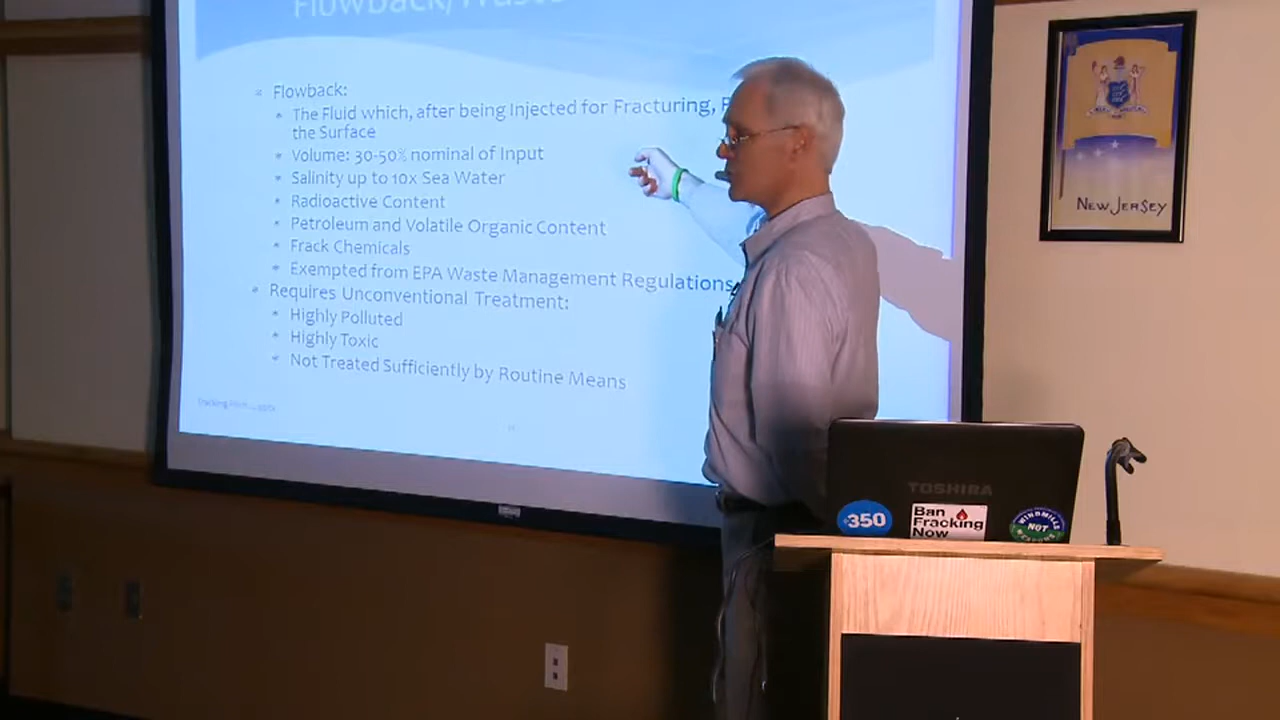 Flowback:
The Fluid which, after being Injected for Fracturing,
the Surface
Volume: 30-50% nominal of Input
Salinity up to 10x Sea Water
Radioactive Content
Petroleum and Volatile Organic Content
Frack Chemicals
Exempted from EPA Waste Management Regulations
Requires Unconventional Treatment:
Highly Polluted
Highly Toxic
Not Treated Sufficiently by Routine Means
NEW JERSEY
TOSHIBA
350
Ban
Fracking
Now
WINDMILLS
NOT